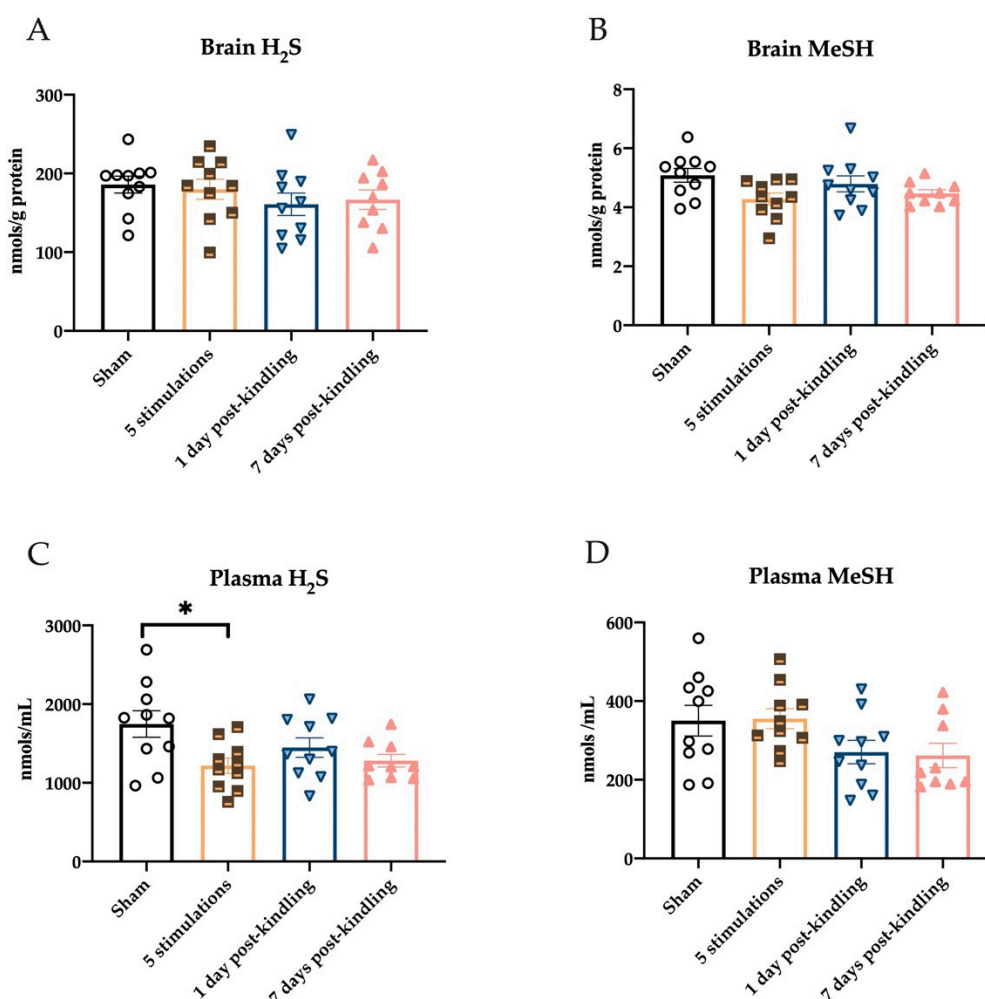 A
Brain H₂S
nmols/g protein
300
200
100
0
Sham
5 stimulations
1 day post-kindling
7 days post-kindling
B
Brain MeSH
nmols/g protein
8
6
4
2
0
Sham
5 stimulations
1 day post-kindling
7 days post-kindling
C
Plasma H₂S
*
nmols/mL
3000
2000
1000
0
Sham
5 stimulations
1 day post-kindling
7 days post-kindling
D
Plasma MeSH
nmols /mL
600
400
200
0
Sham
5 stimulations
1 day post-kindling
7 days post-kindling